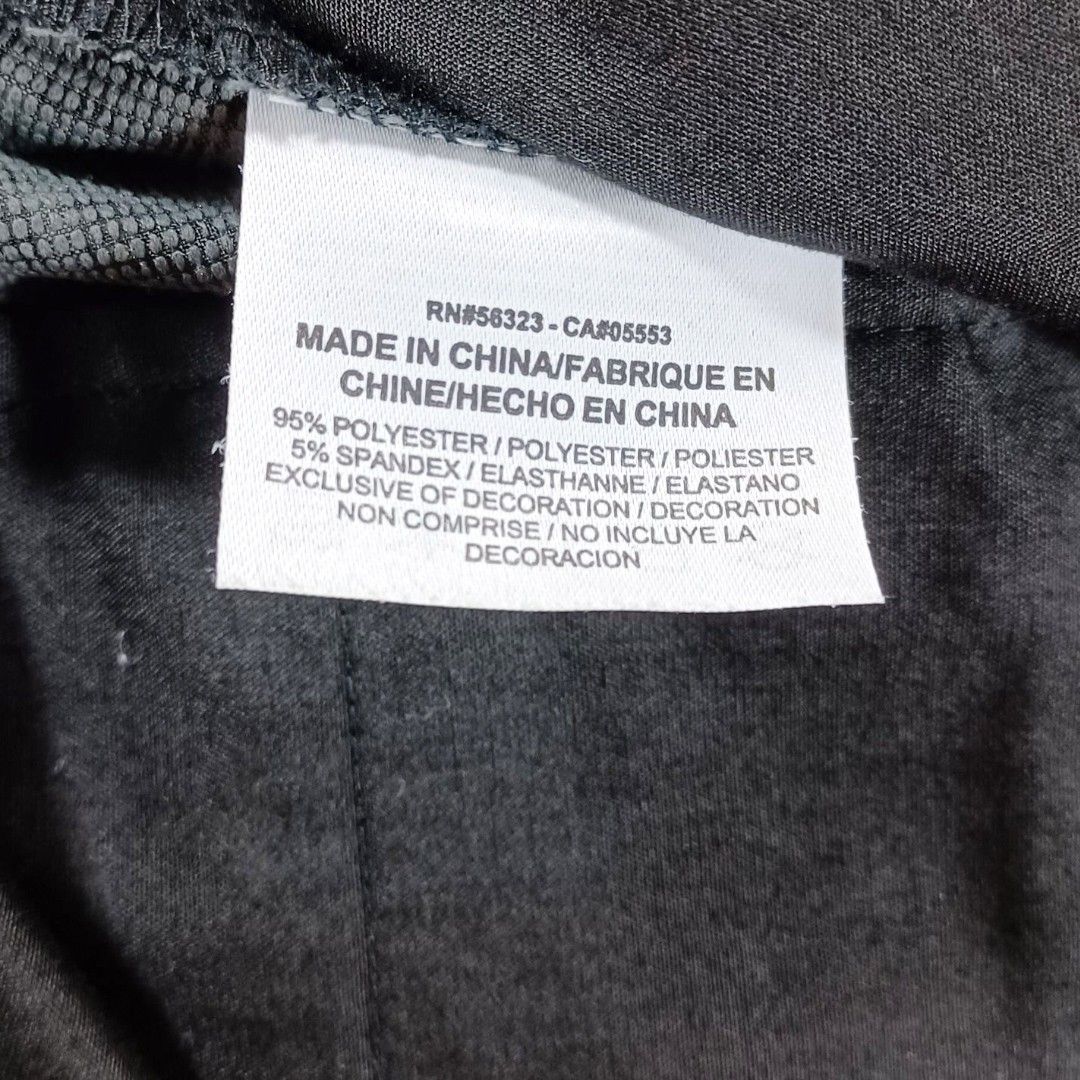 RN#56323 - CA#05553
MADE IN CHINA/FABRIQUE EN
CHINE/HECHO EN CHINA
95% POLYESTER / POLYESTER / POLIESTER
5% SPANDEX / ELASTHANNE / ELASTANO
EXCLUSIVE OF DECORATION / DECORATION
NON COMPRISE / NO INCLUYE LA
DECORACION